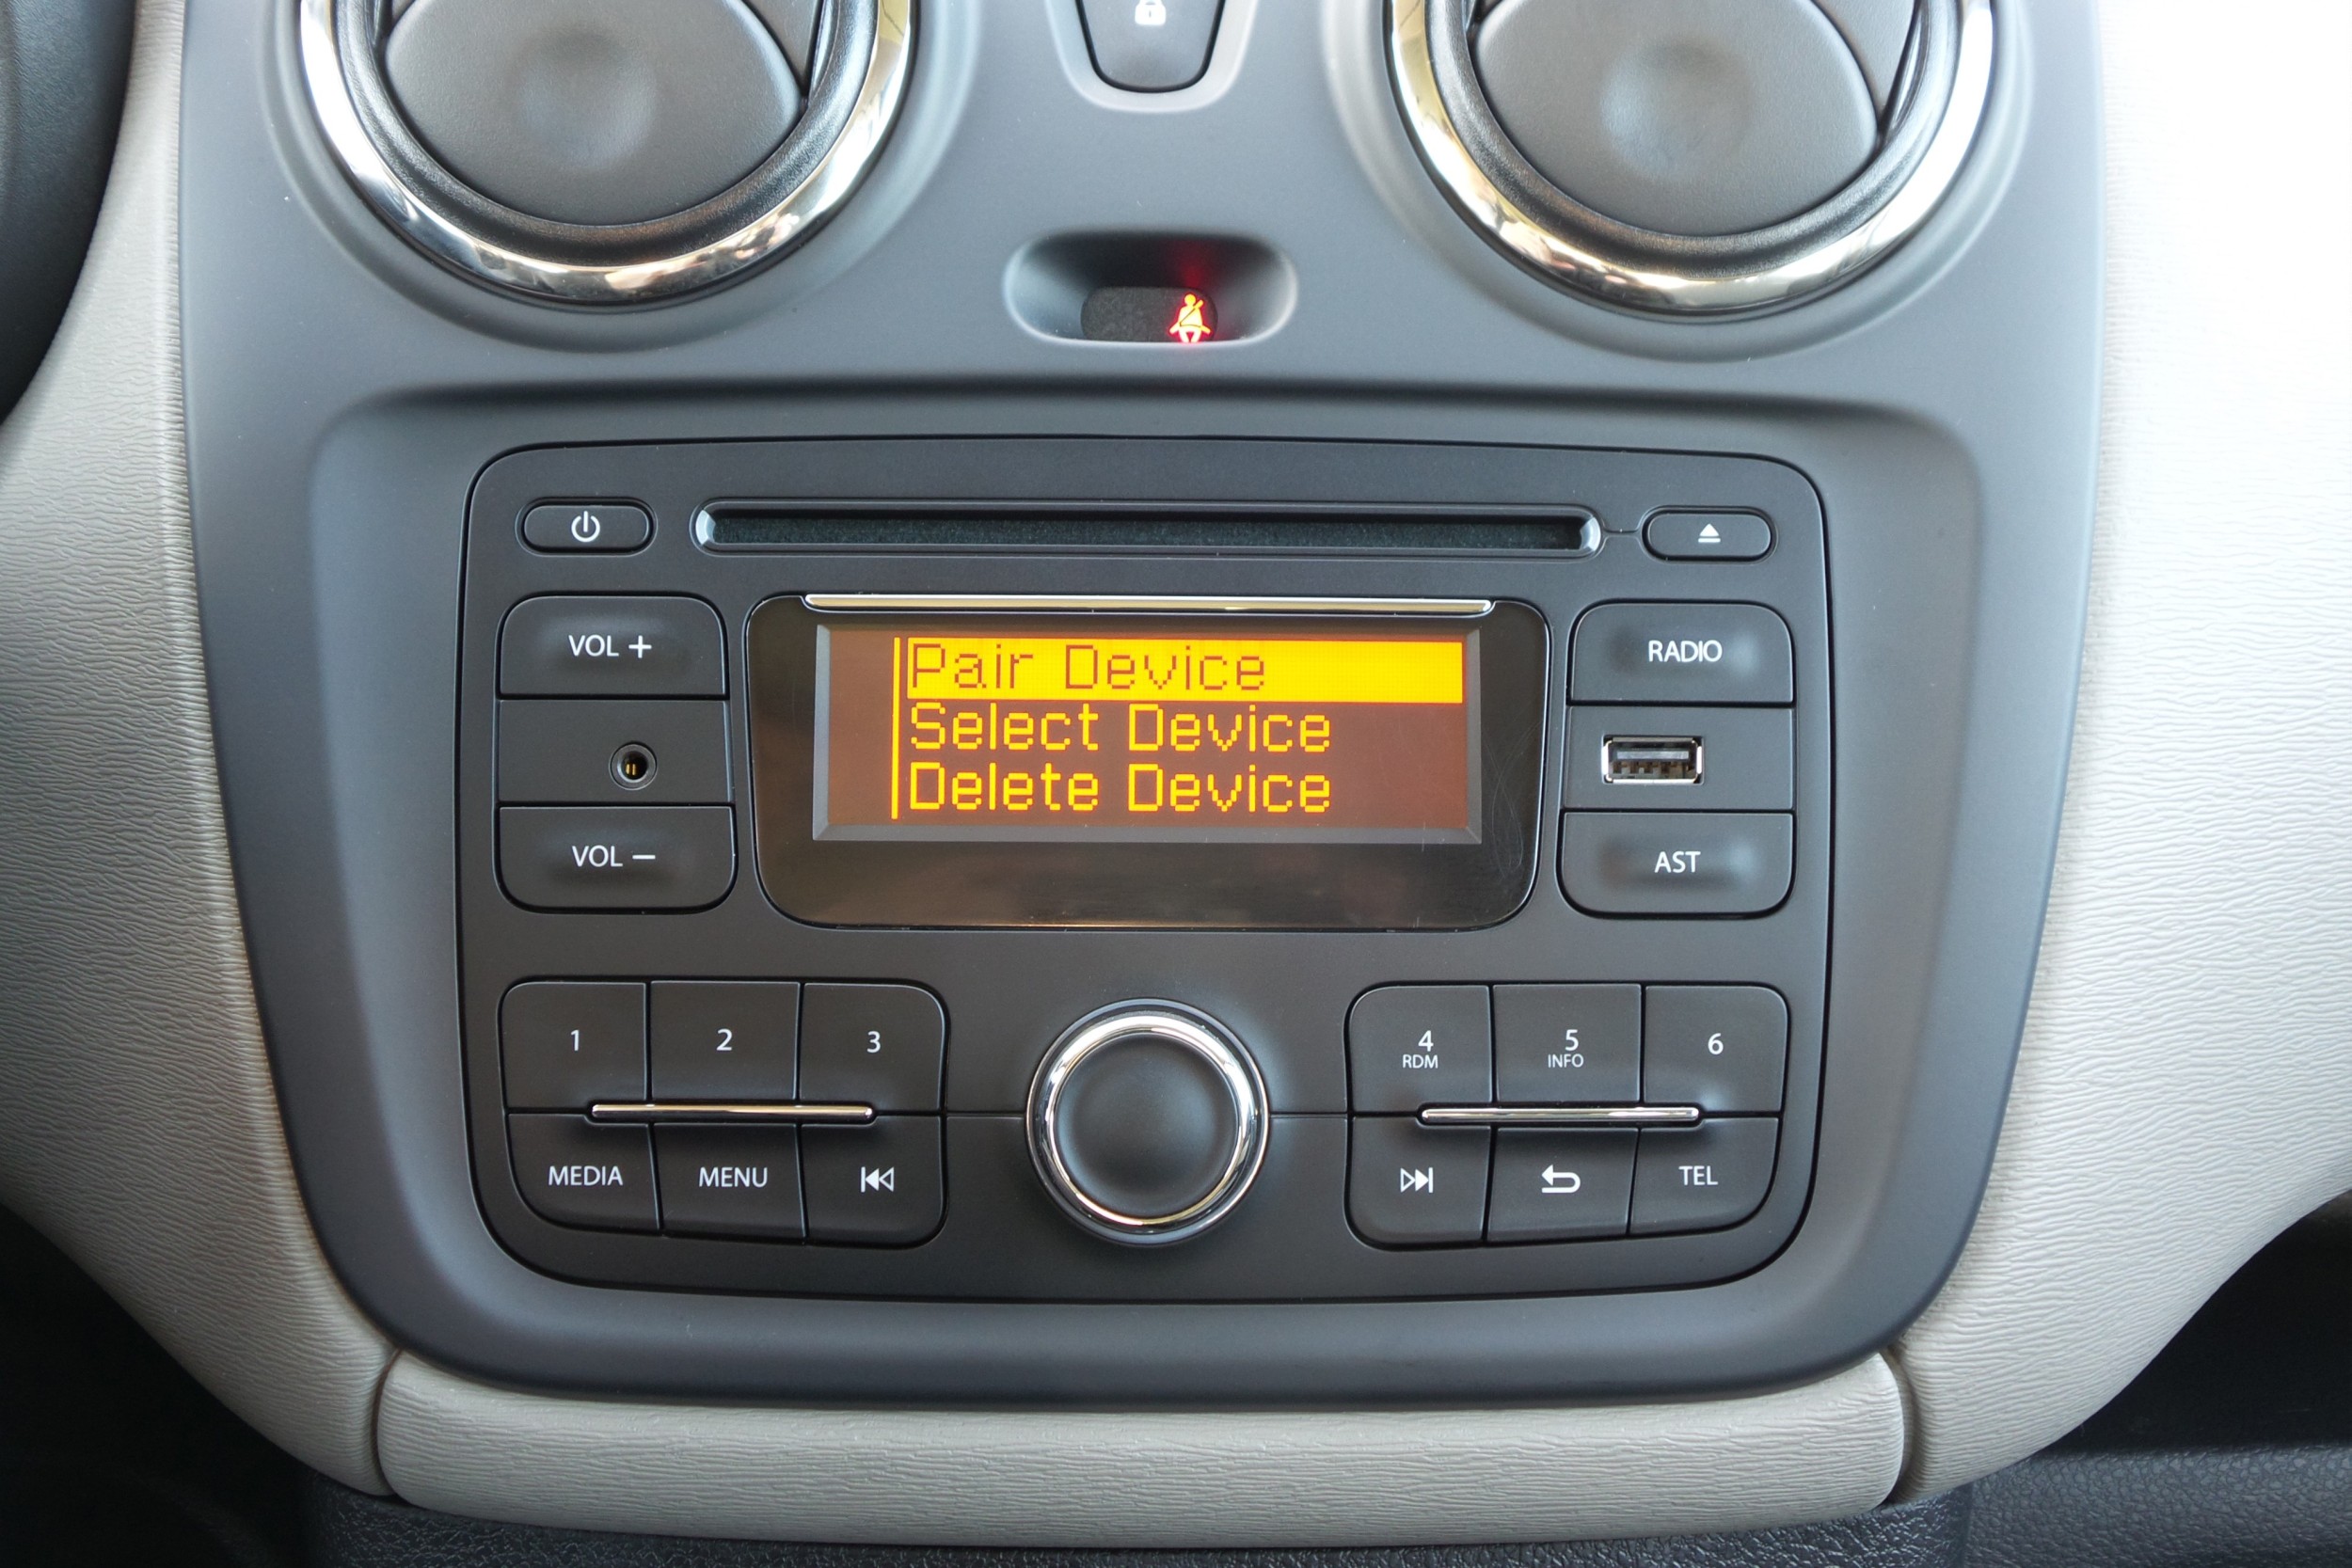 VOL +
Pair Device
Select Device
Delete Device
RADIO
VOL −
AST
1
2
3
4
RDM
5
INFO
6
MEDIA
MENU
TEL